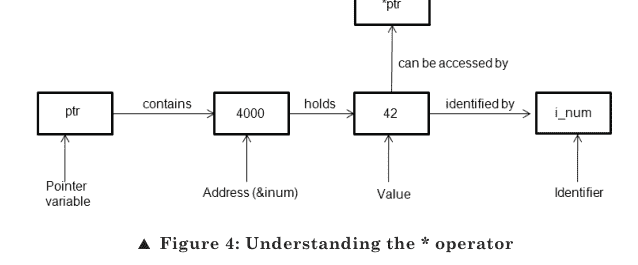 *ptr
can be accessed by
ptr
contains
4000
holds
42
identified by
i_num
Pointer
variable
Address (&inum)
Value
Identifier
▲ Figure 4: Understanding the * operator